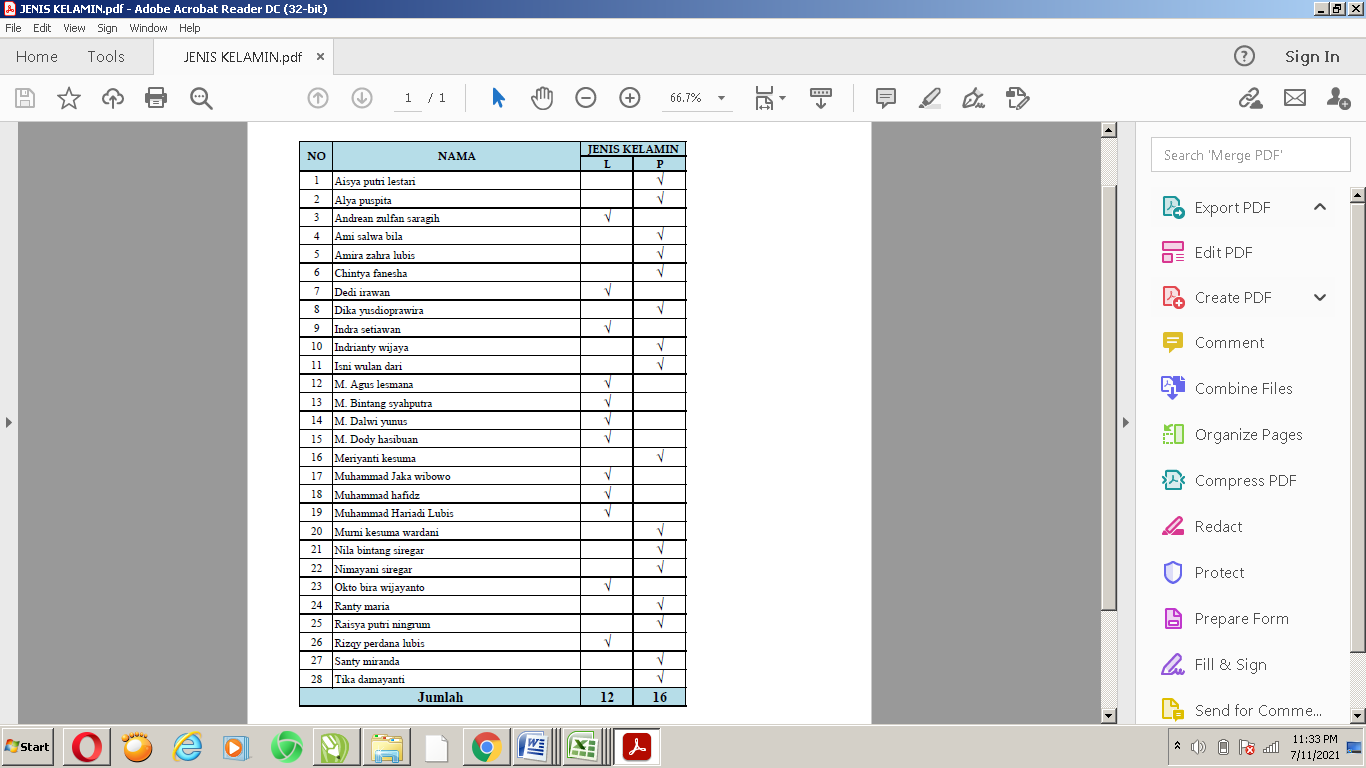 JENIS KELAMIN.pdf - Adobe Acrobat Reader DC (32-bit)
File Edit View Sign Window Help
Home Tools JENIS KELAMIN.pdf × Sign In
1 / 1 66.7%
NO NAMA JENIS KELAMIN
L P
1 Aisya putri lestari √
2 Alya puspita √
3 Andrean zulfan saragih √
4 Ami salwa bila √
5 Amira zahra lubis √
6 Chintya fanesha √
7 Dedi irawan √
8 Dika yusdioprawira √
9 Indra setiawan √
10 Indrianty wijaya √
11 Isni wulan dari √
12 M. Agus lesmana √
13 M. Bintang syahputra √
14 M. Dalwi yunus √
15 M. Dody hasibuan √
16 Meriyanti kesuma √
17 Muhammad Jaka wibowo √
18 Muhammad hafidz √
19 Muhammad Hariadi Lubis √
20 Murni kesuma wardani √
21 Nila bintang siregar √
22 Nimayani siregar √
23 Okto bira wijayanto √
24 Ranty maria √
25 Raisya putri ningrum √
26 Rizqy perdana lubis √
27 Santy miranda √
28 Tika damayanti √
Jumlah 12 16
Search 'Merge PDF'
Export PDF
Edit PDF
Create PDF
Comment
Combine Files
Organize Pages
Compress PDF
Redact
Protect
Prepare Form
Fill & Sign
Send for Comme...
Start
11:33 PM
7/11/2021